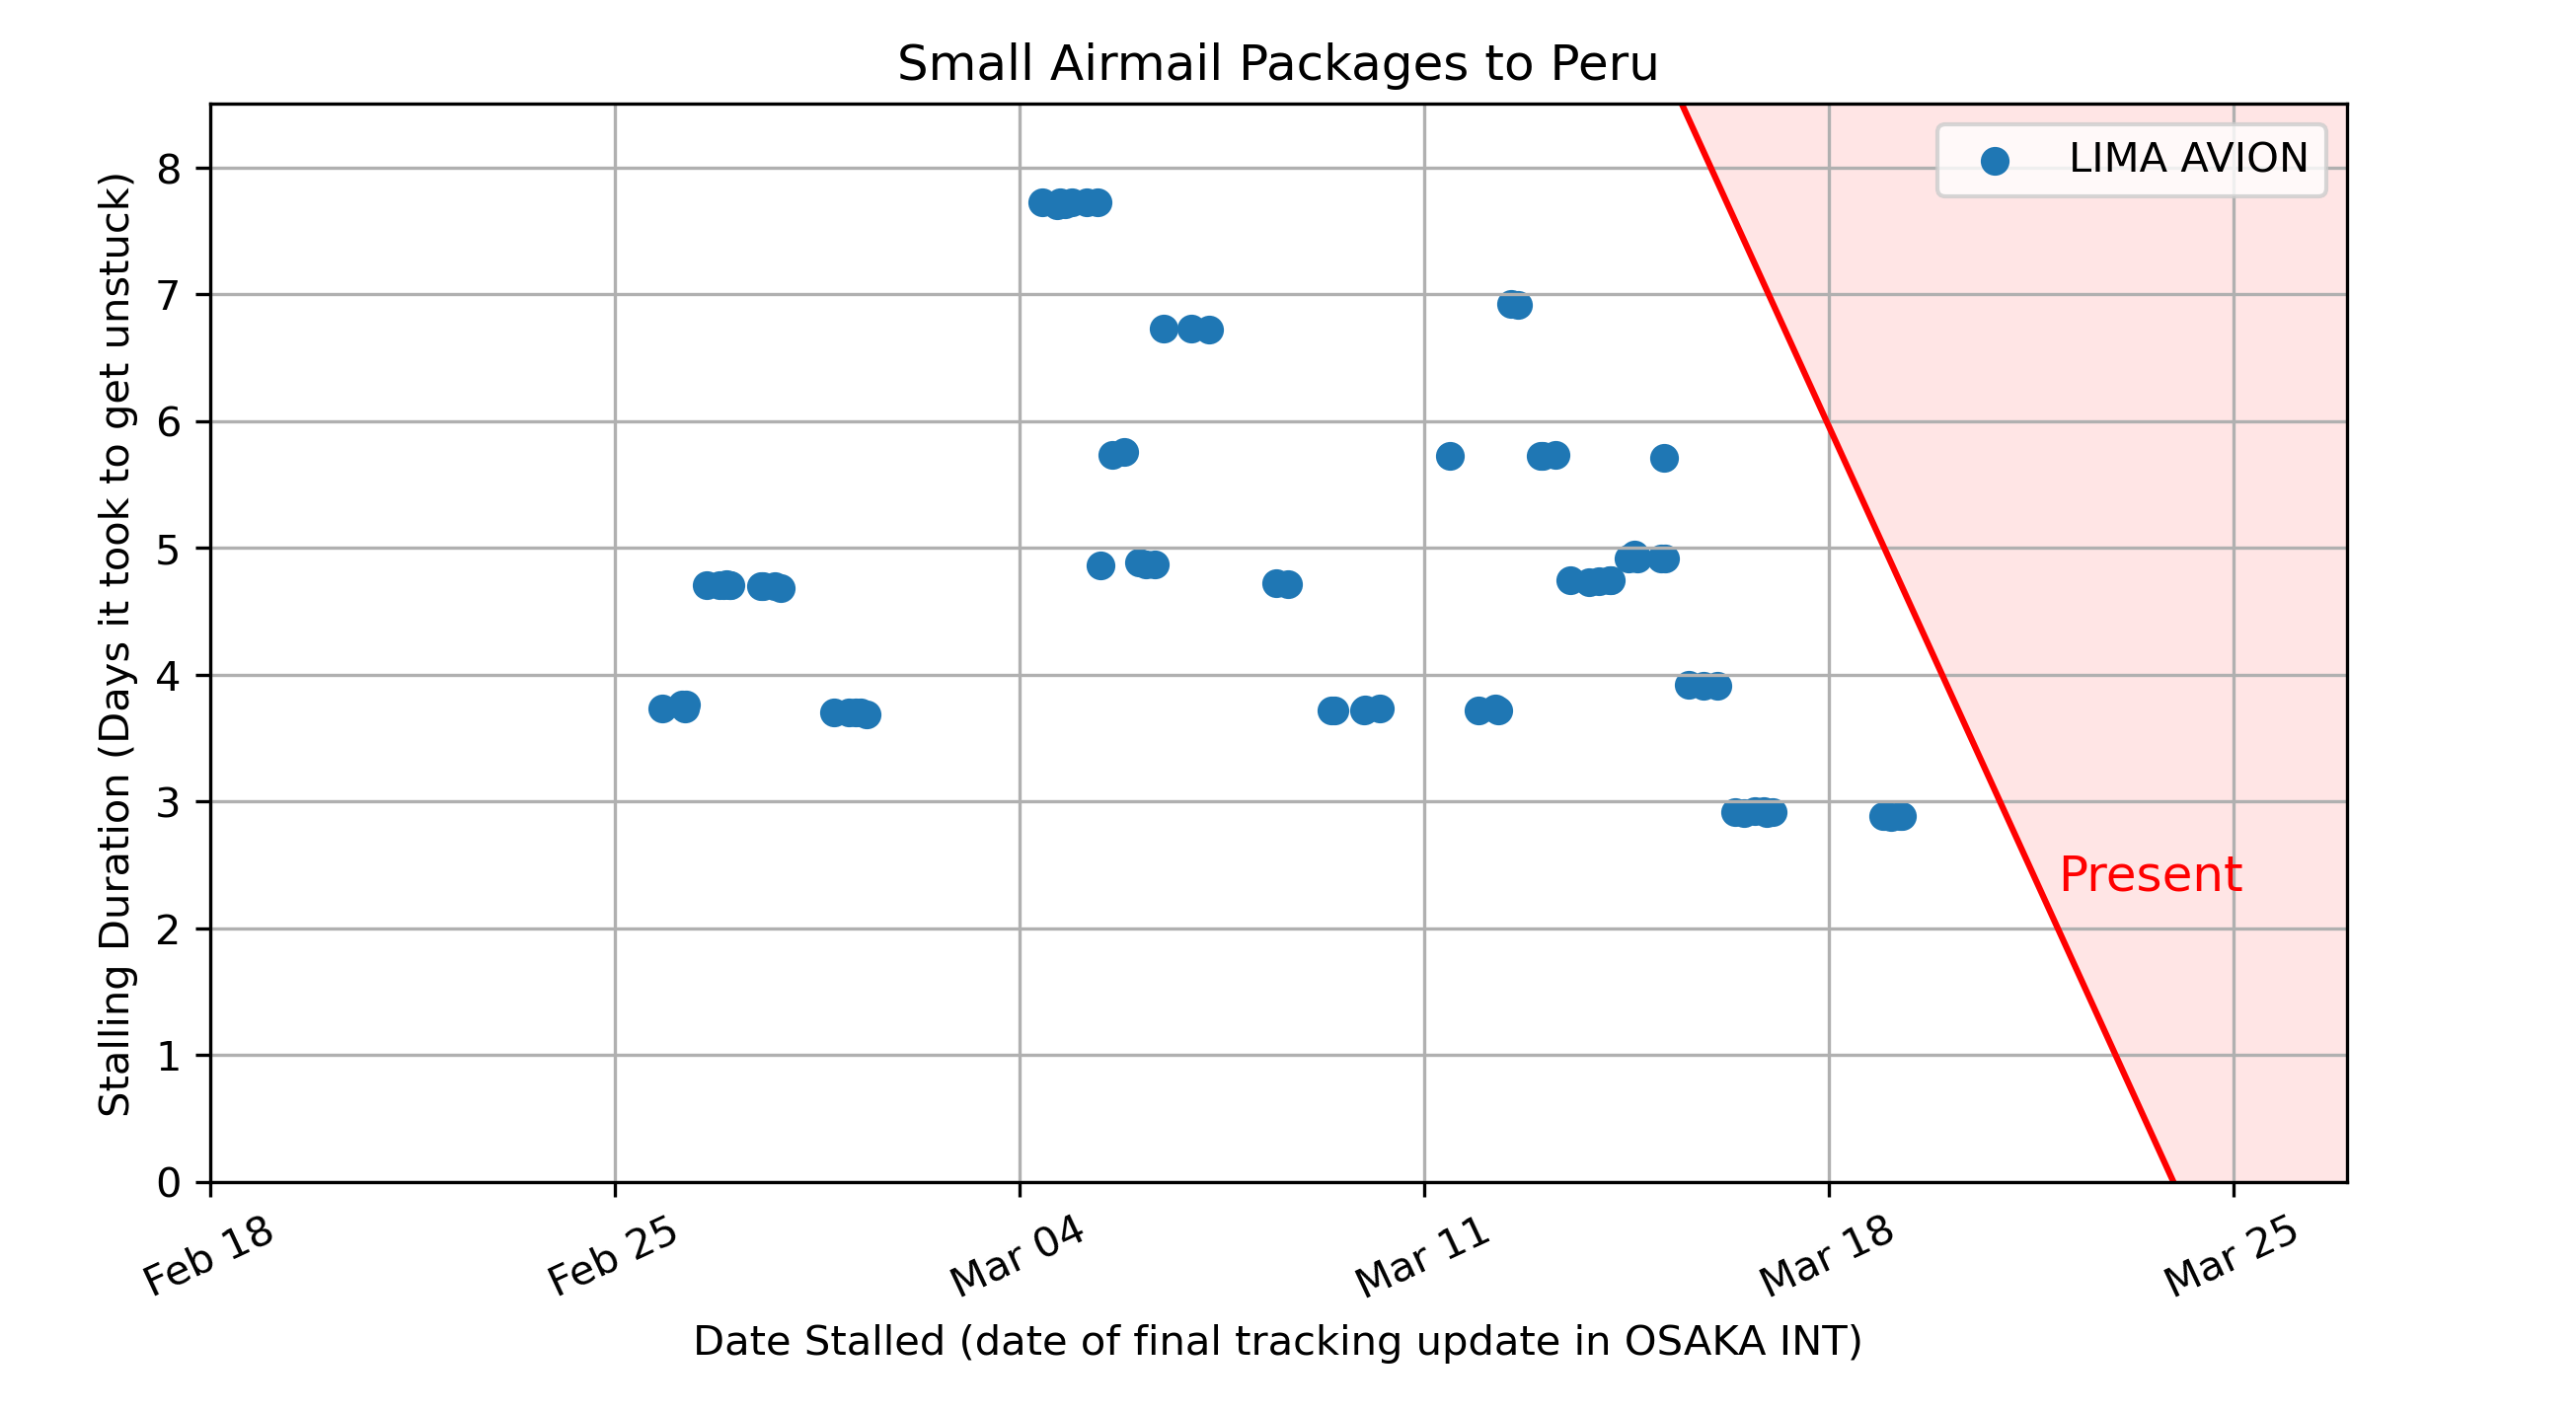 Small Airmail Packages to Peru
Stalling Duration (Days it took to get unstuck)
8
7
6
5
4
3
2
1
0
LIMA AVION
Present
Feb 18
Feb 25
Mar 04
Mar 11
Mar 18
Mar 25
Date Stalled (date of final tracking update in OSAKA INT)